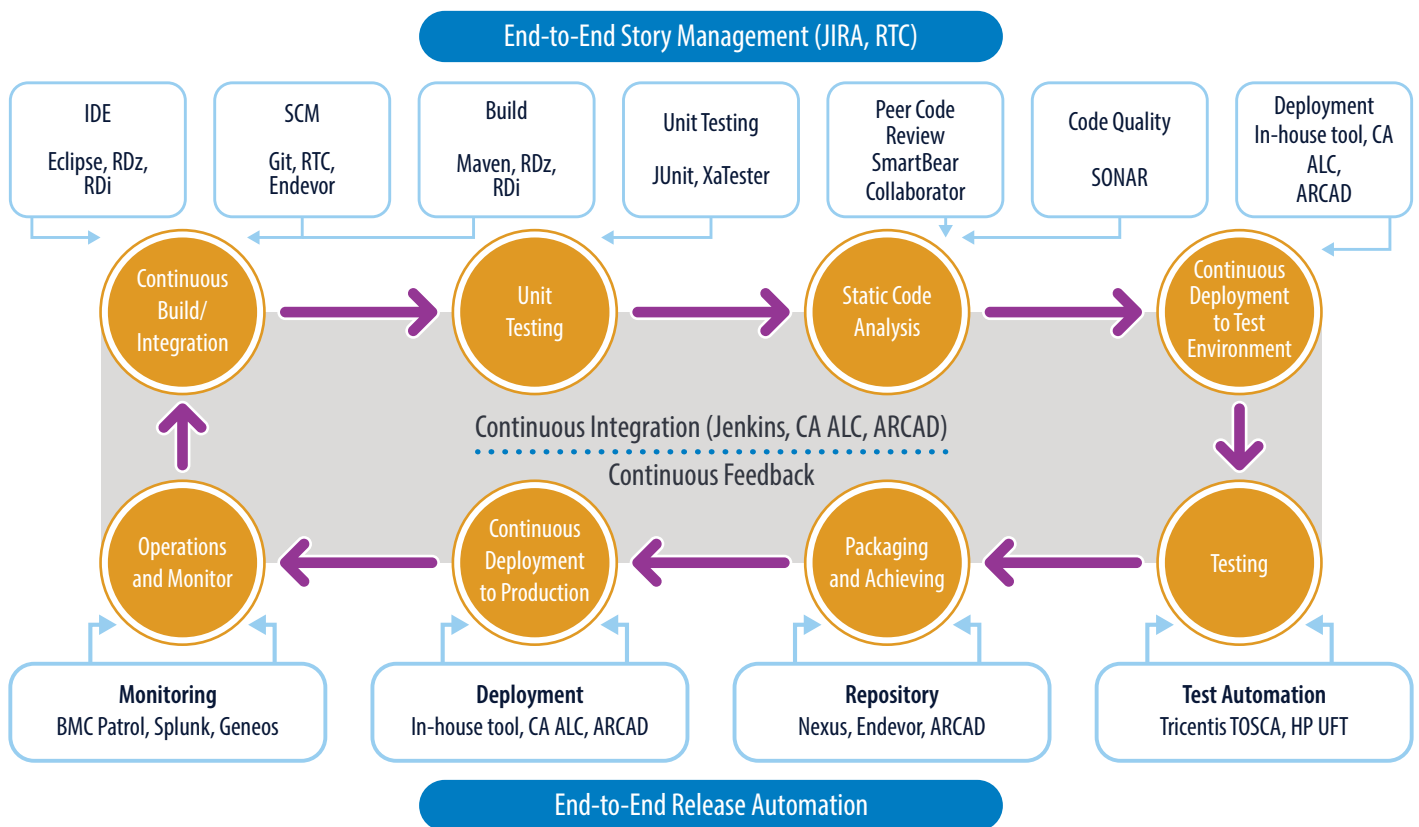 End-to-End Story Management (JIRA, RTC)
IDE
Eclipse, RDz,
RDi
SCM
Git, RTC,
Endevor
Build
Maven, RDz,
RDi
Unit Testing
JUnit, XaTester
Peer Code
Review
SmartBear
Collaborator
Code Quality
SONAR
Deployment
In-house tool, CA
ALC,
ARCAD
Continuous
Build/
Integration
Unit
Testing
Static Code
Analysis
Continuous
Deployment
to Test
Environment
Continuous Integration (Jenkins, CA ALC, ARCAD)
Continuous Feedback
Operations
and Monitor
Continuous
Deployment
to Production
Packaging
and Achieving
Testing
Monitoring
BMC Patrol, Splunk, Geneos
Deployment
In-house tool, CA ALC, ARCAD
Repository
Nexus, Endevor, ARCAD
Test Automation
Tricentis TOSCA, HP UFT
End-to-End Release Automation